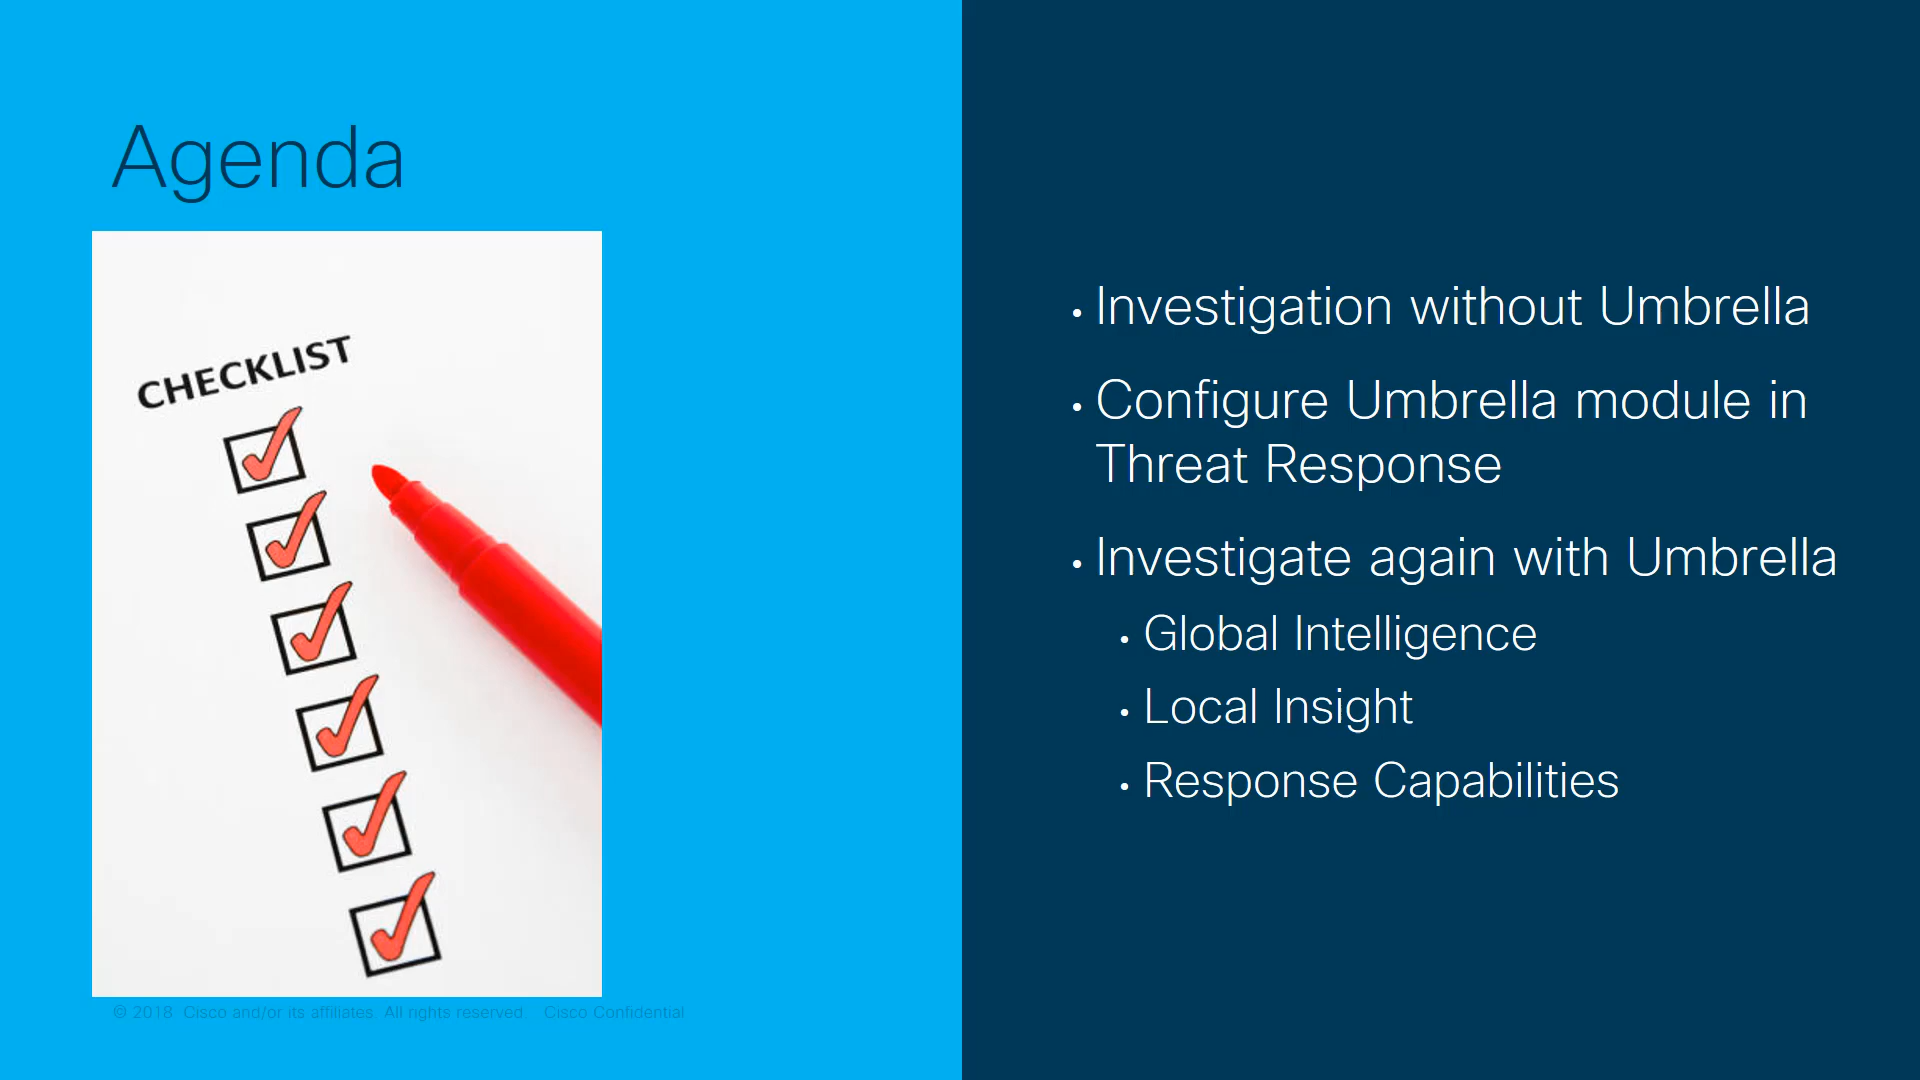 Agenda
CHECKLIST
• Investigation without Umbrella
• Configure Umbrella module in
Threat Response
• Investigate again with Umbrella
• Global Intelligence
• Local Insight
• Response Capabilities
© 2018 Cisco and/or its affiliates. All rights reserved. Cisco Confidential